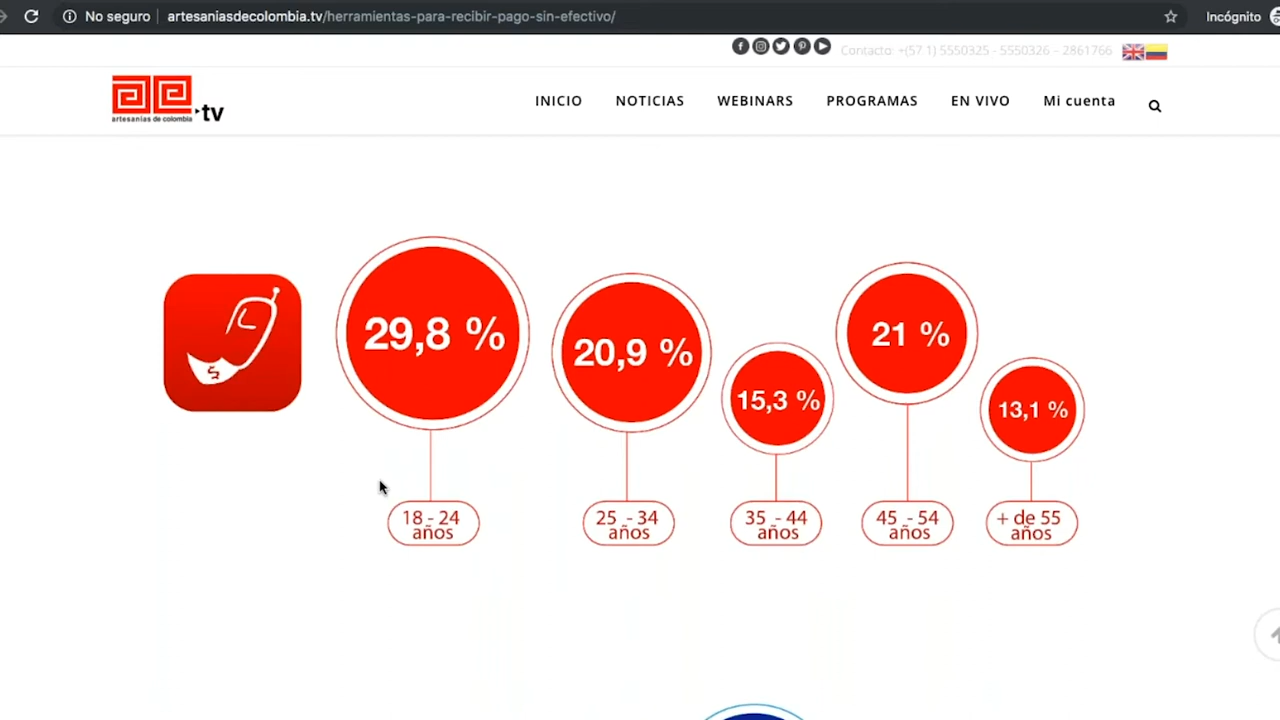 No seguro
artesaniasdecolombia.tv/herramientas-para-recibir-pago-sin-efectivo/
Incógnito
Contacto: +(57 1) 5550325 - 5550326 – 2861766
artesanías de colombia
tv
INICIO
NOTICIAS
WEBINARS
PROGRAMAS
EN VIVO
Mi cuenta
29,8 %
20,9 %
15,3 %
21 %
13,1 %
18 - 24
años
25 - 34
años
35 - 44
años
45 - 54
años
+ de 55
años